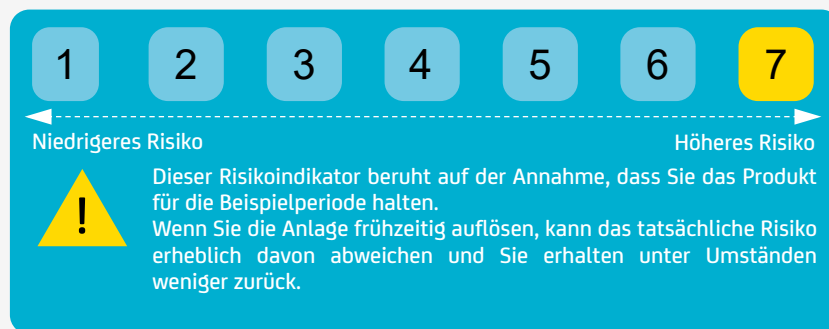 1 2 3 4 5 6 7
Niedrigeres Risiko Höheres Risiko
! Dieser Risikoindikator beruht auf der Annahme, dass Sie das Produkt
für die Beispielperiode halten.
Wenn Sie die Anlage frühzeitig auflösen, kann das tatsächliche Risiko
erheblich davon abweichen und Sie erhalten unter Umständen
weniger zurück.